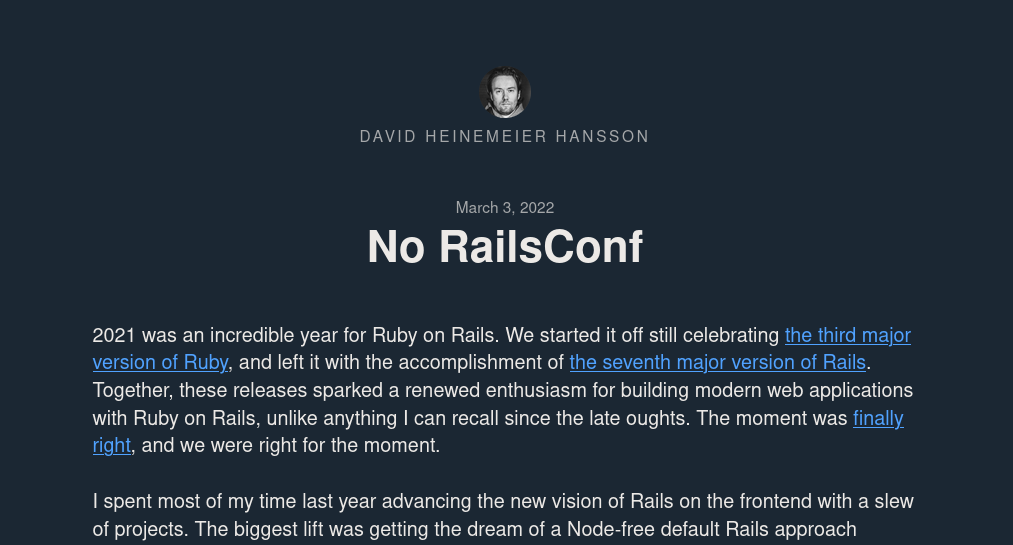 DAVID HEINEMEIER HANSSON
March 3, 2022
No RailsConf
2021 was an incredible year for Ruby on Rails. We started it off still celebrating the third major
version of Ruby, and left it with the accomplishment of the seventh major version of Rails.
Together, these releases sparked a renewed enthusiasm for building modern web applications
with Ruby on Rails, unlike anything I can recall since the late oughts. The moment was finally
right, and we were right for the moment.
I spent most of my time last year advancing the new vision of Rails on the frontend with a slew
of projects. The biggest lift was getting the dream of a Node-free default Rails approach